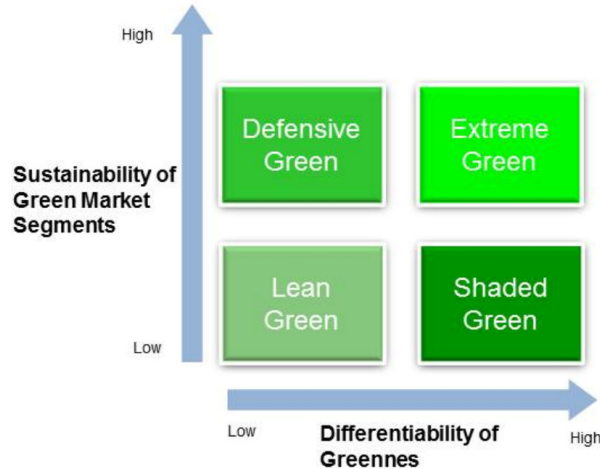 High
Defensive
Green
Extreme
Green
Sustainability of
Green Market
Segments
Lean
Green
Shaded
Green
Low
Low
Differentiability of
Greennes
High